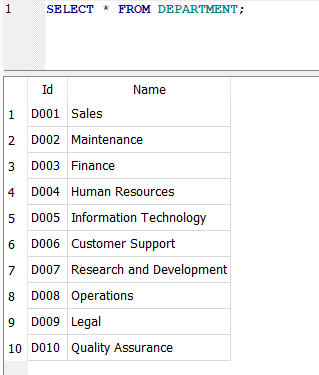 1 SELECT * FROM DEPARTMENT;
Id Name
1 D001 Sales
2 D002 Maintenance
3 D003 Finance
4 D004 Human Resources
5 D005 Information Technology
6 D006 Customer Support
7 D007 Research and Development
8 D008 Operations
9 D009 Legal
10 D010 Quality Assurance